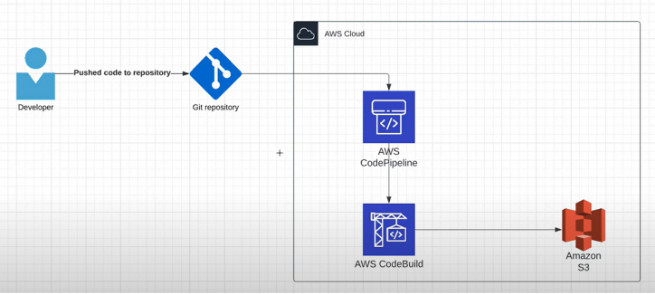 AWS Cloud
Pushed code to repository
Developer
Git repository
AWS
CodePipeline
AWS CodeBuild
Amazon
S3